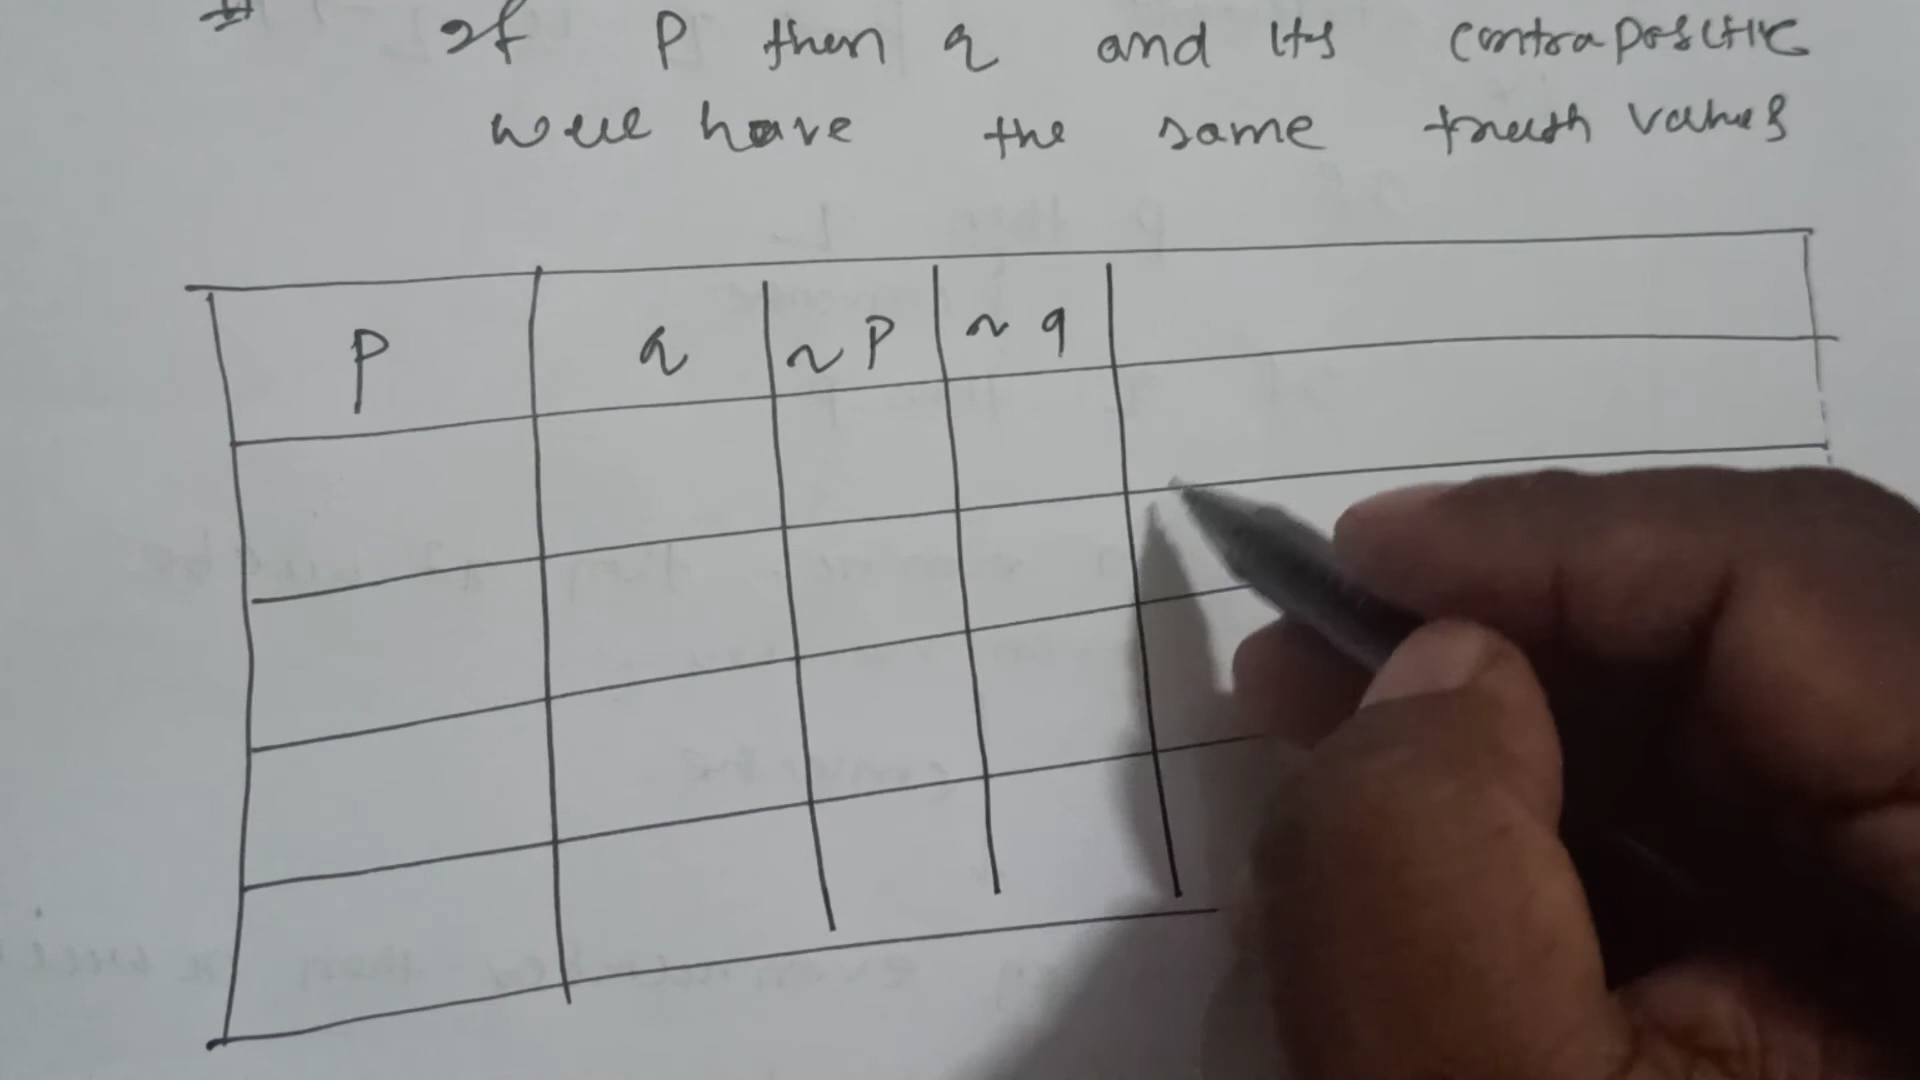 # If P then q and its contrapositive
will have the same truth values
P q ~ P ~ q